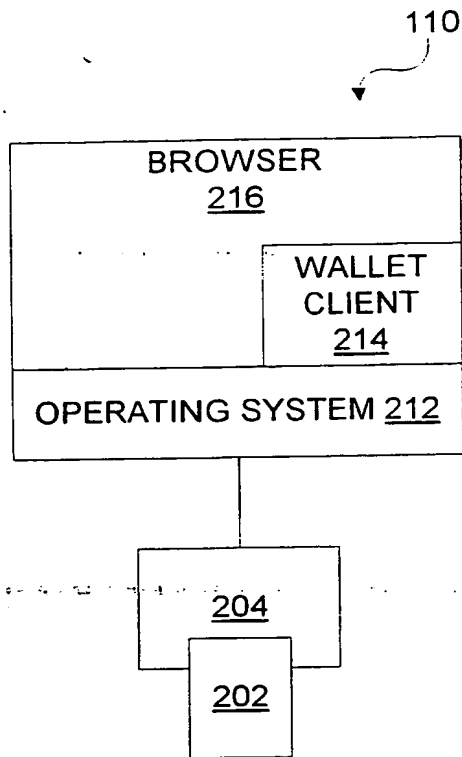 110
BROWSER
216
WALLET
CLIENT
214
OPERATING SYSTEM 212
204
202